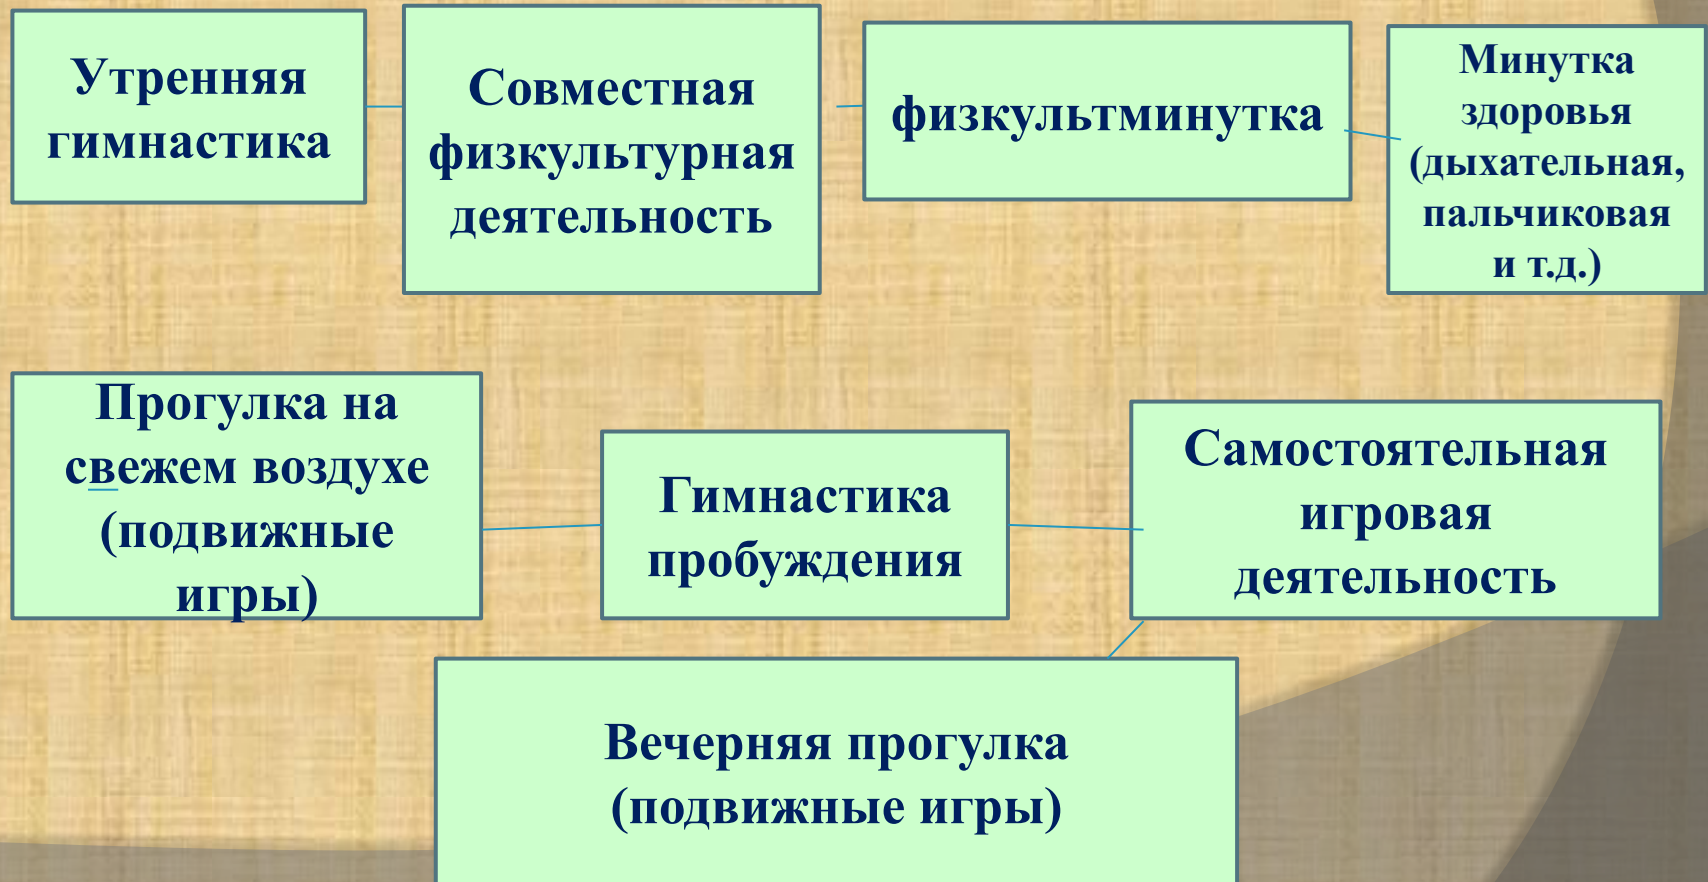 Утренняя
гимнастика
Совместная
физкультурная
деятельность
физкультминутка
Минутка
здоровья
(дыхательная,
пальчиковая
и т.д.)
Прогулка на
свежем воздухе
(подвижные
игры)
Гимнастика
пробуждения
Самостоятельная
игровая
деятельность
Вечерняя прогулка
(подвижные игры)